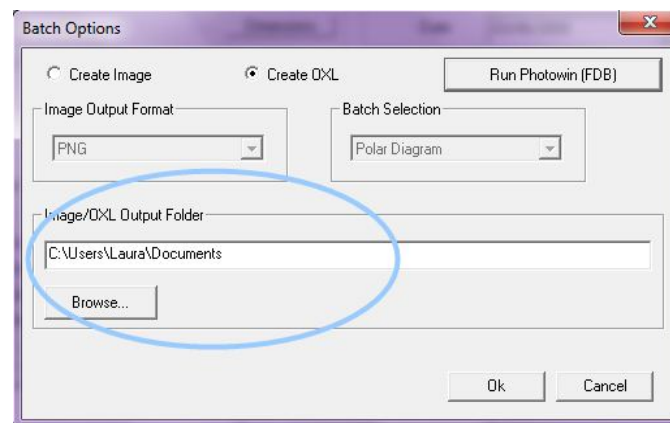 Batch Options
Create Image
Create OXL
Run Photowin (FDB)
Image Output Format
Batch Selection
PNG
Polar Diagram
Image/OXL Output Folder
C:\Users\Laura\Documents
Browse...
Ok
Cancel